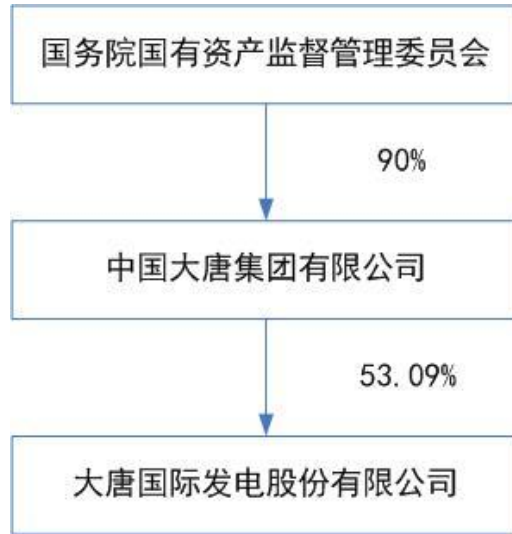 国务院国有资产监督管理委员会
90%
中国大唐集团有限公司
53.09%
大唐国际发电股份有限公司